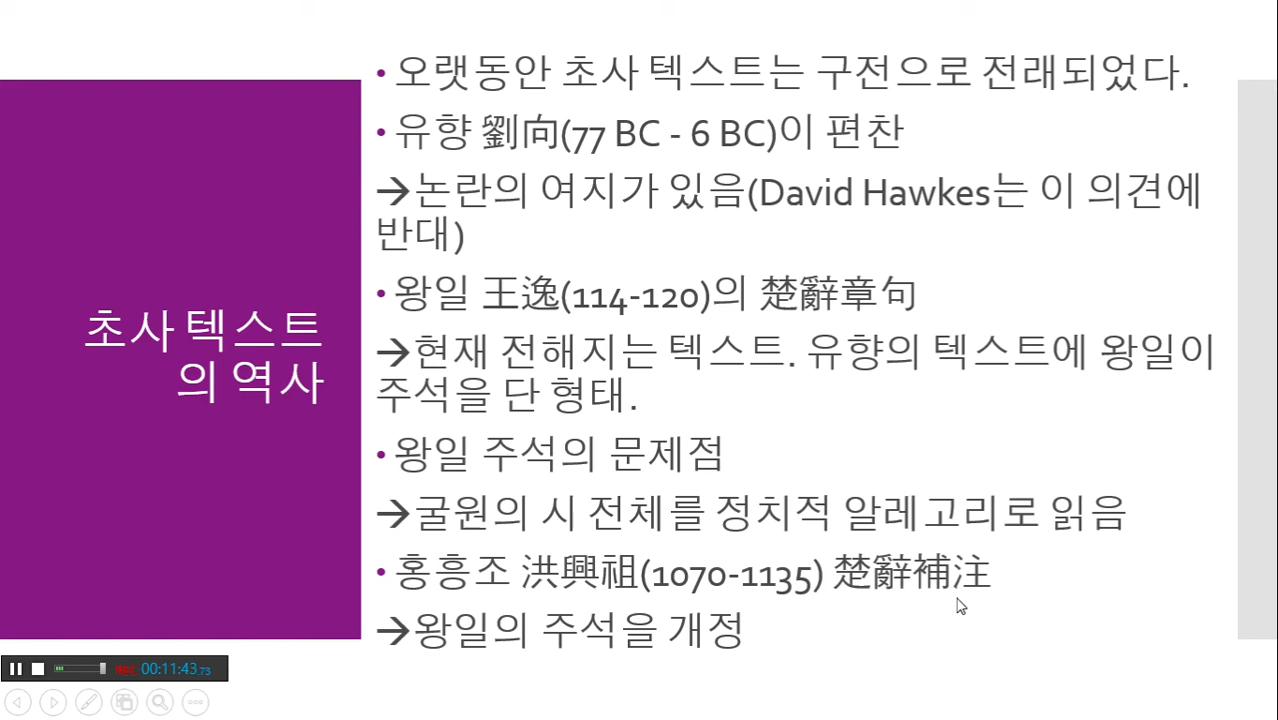 초사 텍스트
의 역사
• 오랫동안 초사 텍스트는 구전으로 전래되었다.
• 유향 劉向(77 BC - 6 BC)이 편찬
→논란의 여지가 있음(David Hawkes는 이 의견에
반대)
• 왕일 王逸(114-120)의 楚辭章句
→현재 전해지는 텍스트. 유향의 텍스트에 왕일이
주석을 단 형태.
• 왕일 주석의 문제점
→굴원의 시 전체를 정치적 알레고리로 읽음
• 홍흥조 洪興祖(1070-1135) 楚辭補注
→왕일의 주석을 개정
REC 00:11:43.73